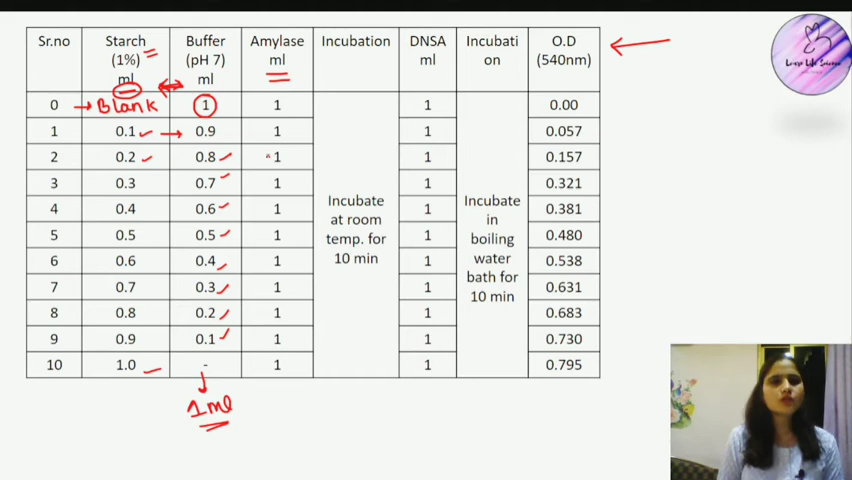 Sr.no Starch (1%) ml Buffer (pH 7) ml Amylase ml Incubation DNSA ml Incubati on O.D (540nm)
0 Blank 1 1 1 0.00
1 0.1 0.9 1 1 0.057
2 0.2 0.8 1 1 0.157
3 0.3 0.7 1 1 0.321
4 0.4 0.6 1 1 0.381
5 0.5 0.5 1 1 0.480
6 0.6 0.4 1 1 0.538
7 0.7 0.3 1 1 0.631
8 0.8 0.2 1 1 0.683
9 0.9 0.1 1 1 0.730
10 1.0 - 1 1 0.795
Incubate
at room
temp. for
10 min
Incubate
in
boiling
water
bath for
10 min
1ml
Life Science